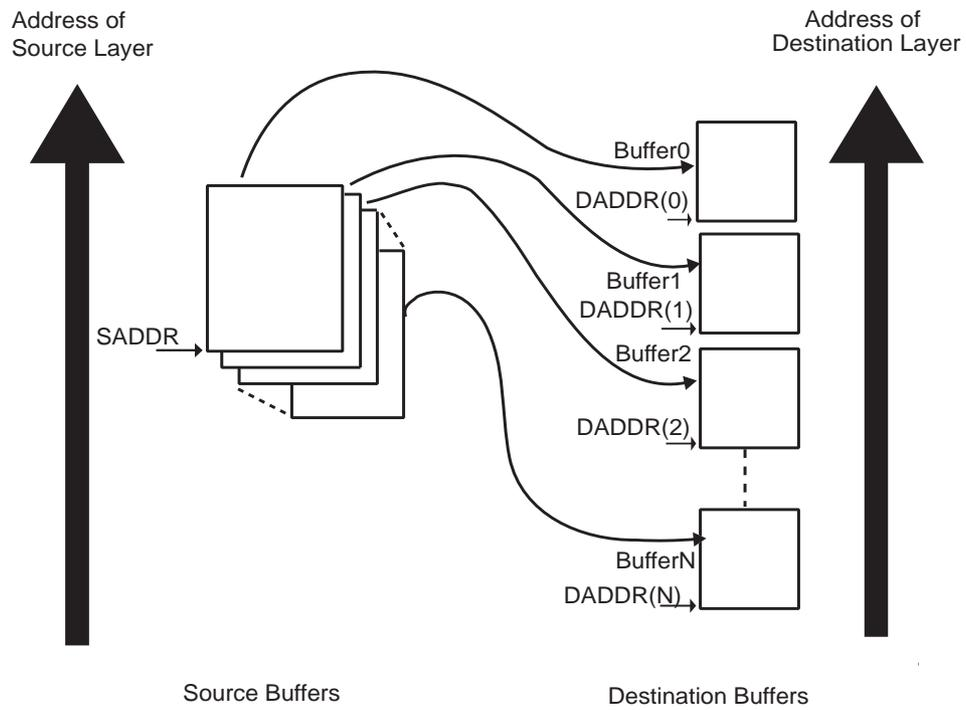 Address of
Source Layer
Address of
Destination Layer
Buffer0
DADDR(0)
Buffer1
DADDR(1)
SADDR
Buffer2
DADDR(2)
BufferN
DADDR(N)
Source Buffers
Destination Buffers